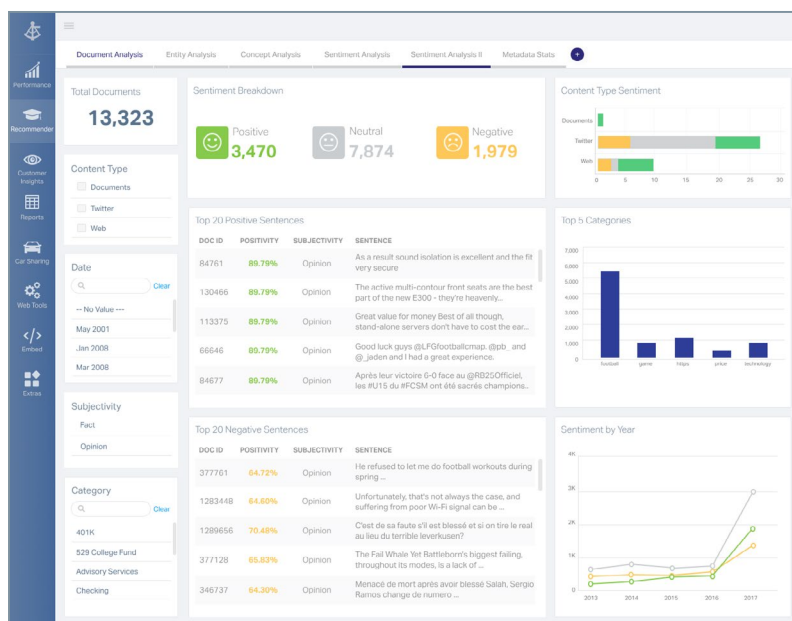 Document Analysis
Entity Analysis
Concept Analysis
Sentiment Analysis
Sentiment Analysis II
Metadata Stats
Performance
Recommender
Customer
Insights
Reports
Car Sharing
Web Tools
Embed
Extras
Total Documents
13,323
Content Type
Documents
Twitter
Web
Date
Clear
-- No Value ---
May 2001
Jan 2008
Mar 2008
Subjectivity
Fact
Opinion
Category
Clear
401K
529 College Fund
Advisory Services
Checking
Sentiment Breakdown
Positive
3,470
Neutral
7,874
Negative
1,979
Top 20 Positive Sentences
DOC ID POSITIVITY SUBJECTIVITY SENTENCE
84761 89.79% Opinion As a result sound isolation is excellent and the fit
very secure
130466 89.79% Opinion The active multi-contour front seats are the best
part of the new E300 - they're heavenly...
113375 89.79% Opinion Great value for money Best of all though,
stand-alone servers don't have to cost the ear...
66646 89.79% Opinion Good luck guys @LFGfootballcmap. @pb_ and
@_jaden and I had a great experience.
84677 89.79% Opinion Après leur victoire 6-0 face au @RB25Officiel,
les #U15 du #FCSM ont été sacrés champions..
Top 20 Negative Sentences
DOC ID POSITIVITY SUBJECTIVITY SENTENCE
377761 64.72% Opinion He refused to let me do football workouts during
spring ...
1283448 64.60% Opinion Unfortunately, that's not always the case, and
suffering from poor Wi-Fi signal can be ...
1289656 70.48% Opinion C'est de sa faute s'il est blessé et si on tire le real
au lieu du terrible leverkusen?
377128 65.63% Opinion The Fail Whale Yet Battleborn's biggest failing,
throughout its modes, is a lack of ...
346737 64.30% Opinion Menacé de mort après avoir blessé Salah, Sergio
Ramos change de numero ...
Content Type Sentiment
Documents
Twitter
Web
0 5 10 15 20 25 30
Top 5 Categories
7,000
6,000
5,000
4,000
3,000
2,000
1,000
0
football game https price technology
Sentiment by Year
4K
3K
2K
1K
0
2013 2014 2015 2016 2017